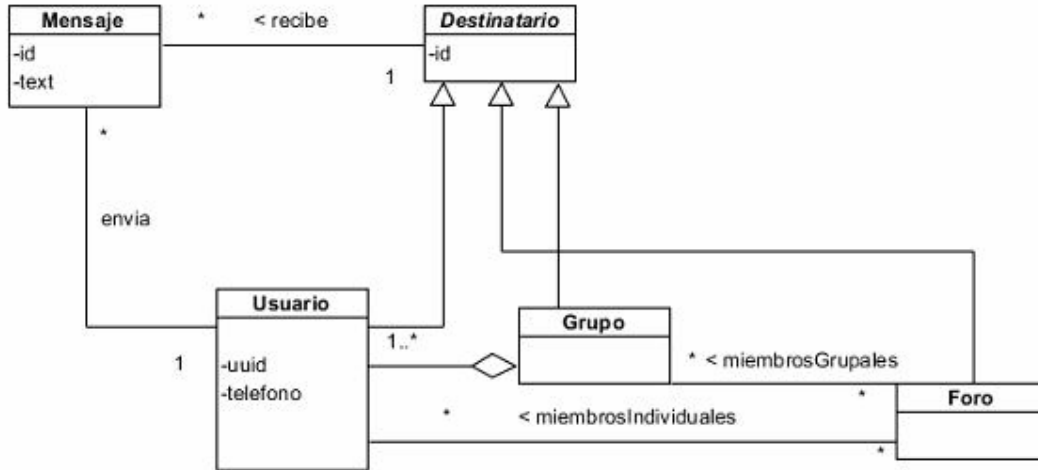 Mensaje
-id
-text
* < recibe
1
Destinatario
-id
*
envia
1
Usuario
-uuid
-telefono
1..*
Grupo
* < miembrosGrupales
*
* < miembrosIndividuales
*
Foro